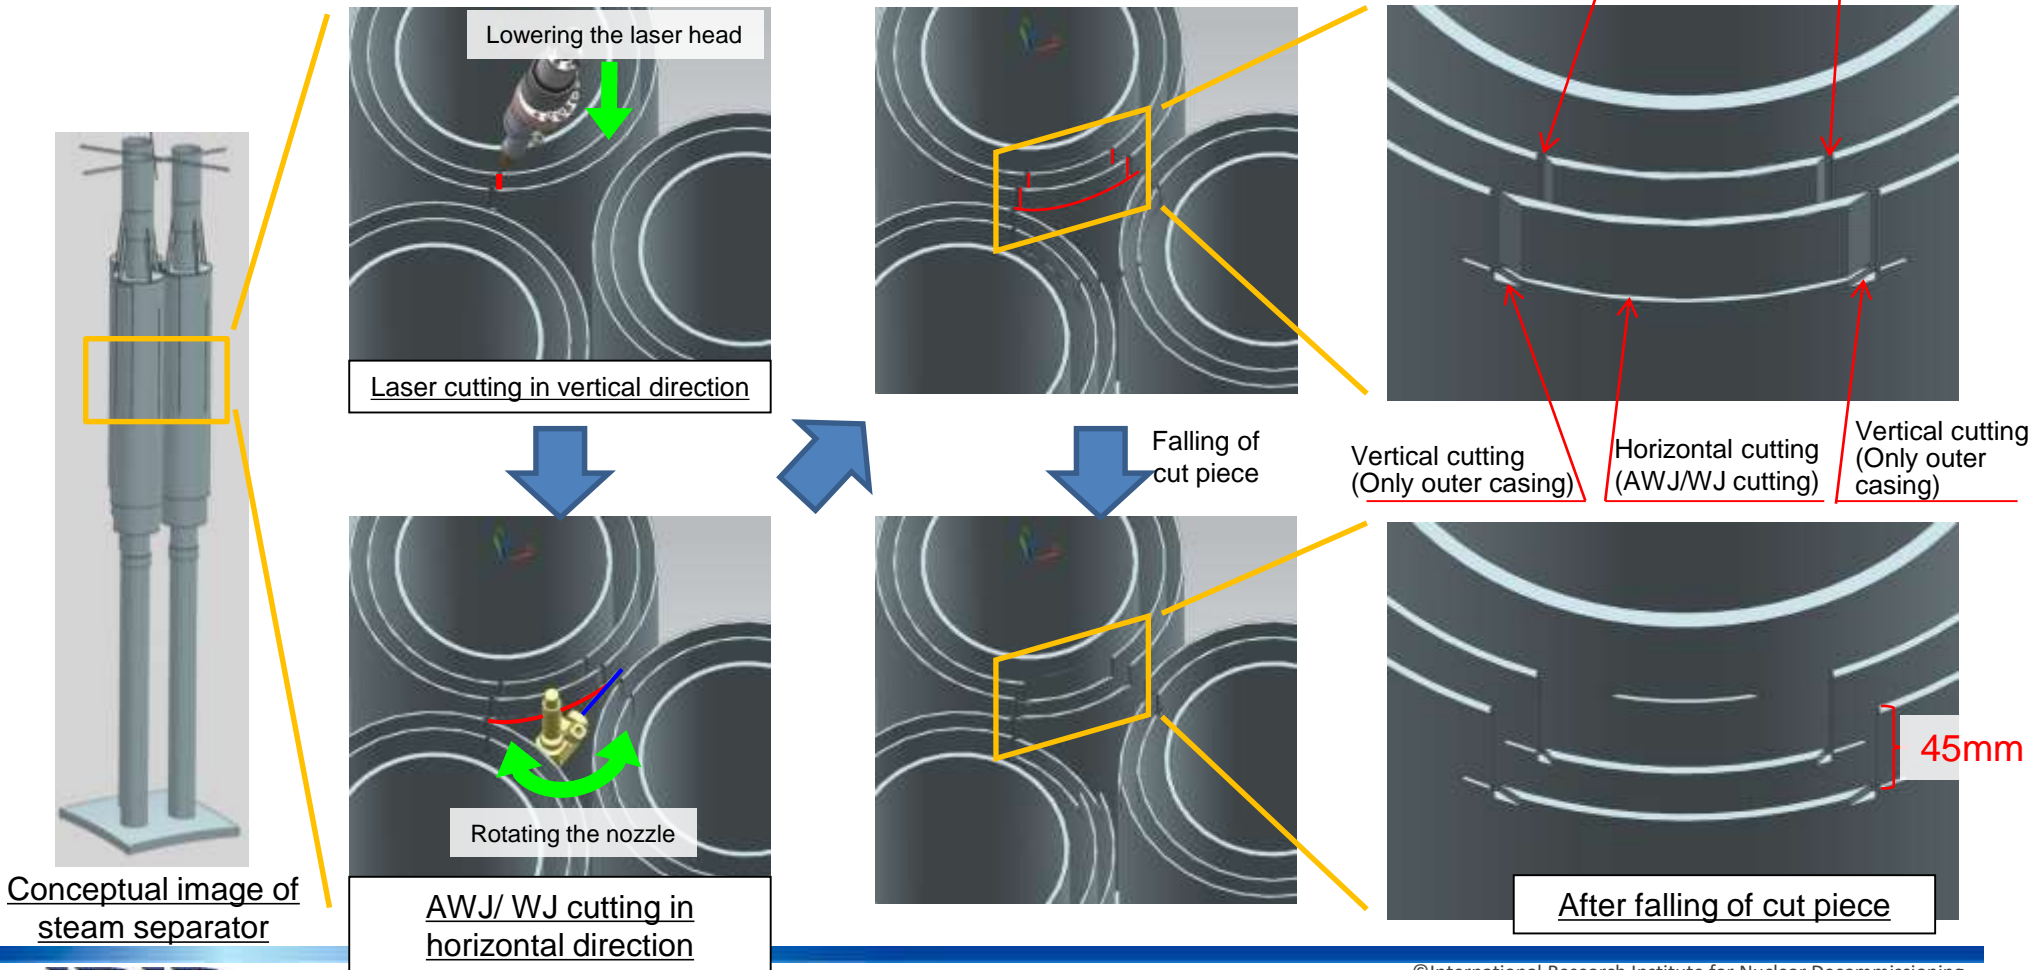 Lowering the laser head
Laser cutting in vertical direction
Falling of
cut piece
Vertical cutting
(Only outer casing)
Horizontal cutting
(AWJ/WJ cutting)
Vertical cutting
(Only outer
casing)
Rotating the nozzle
45mm
Conceptual image of
steam separator
AWJ/ WJ cutting in
horizontal direction
After falling of cut piece
©International Research Institute for Nuclear Decommissioning